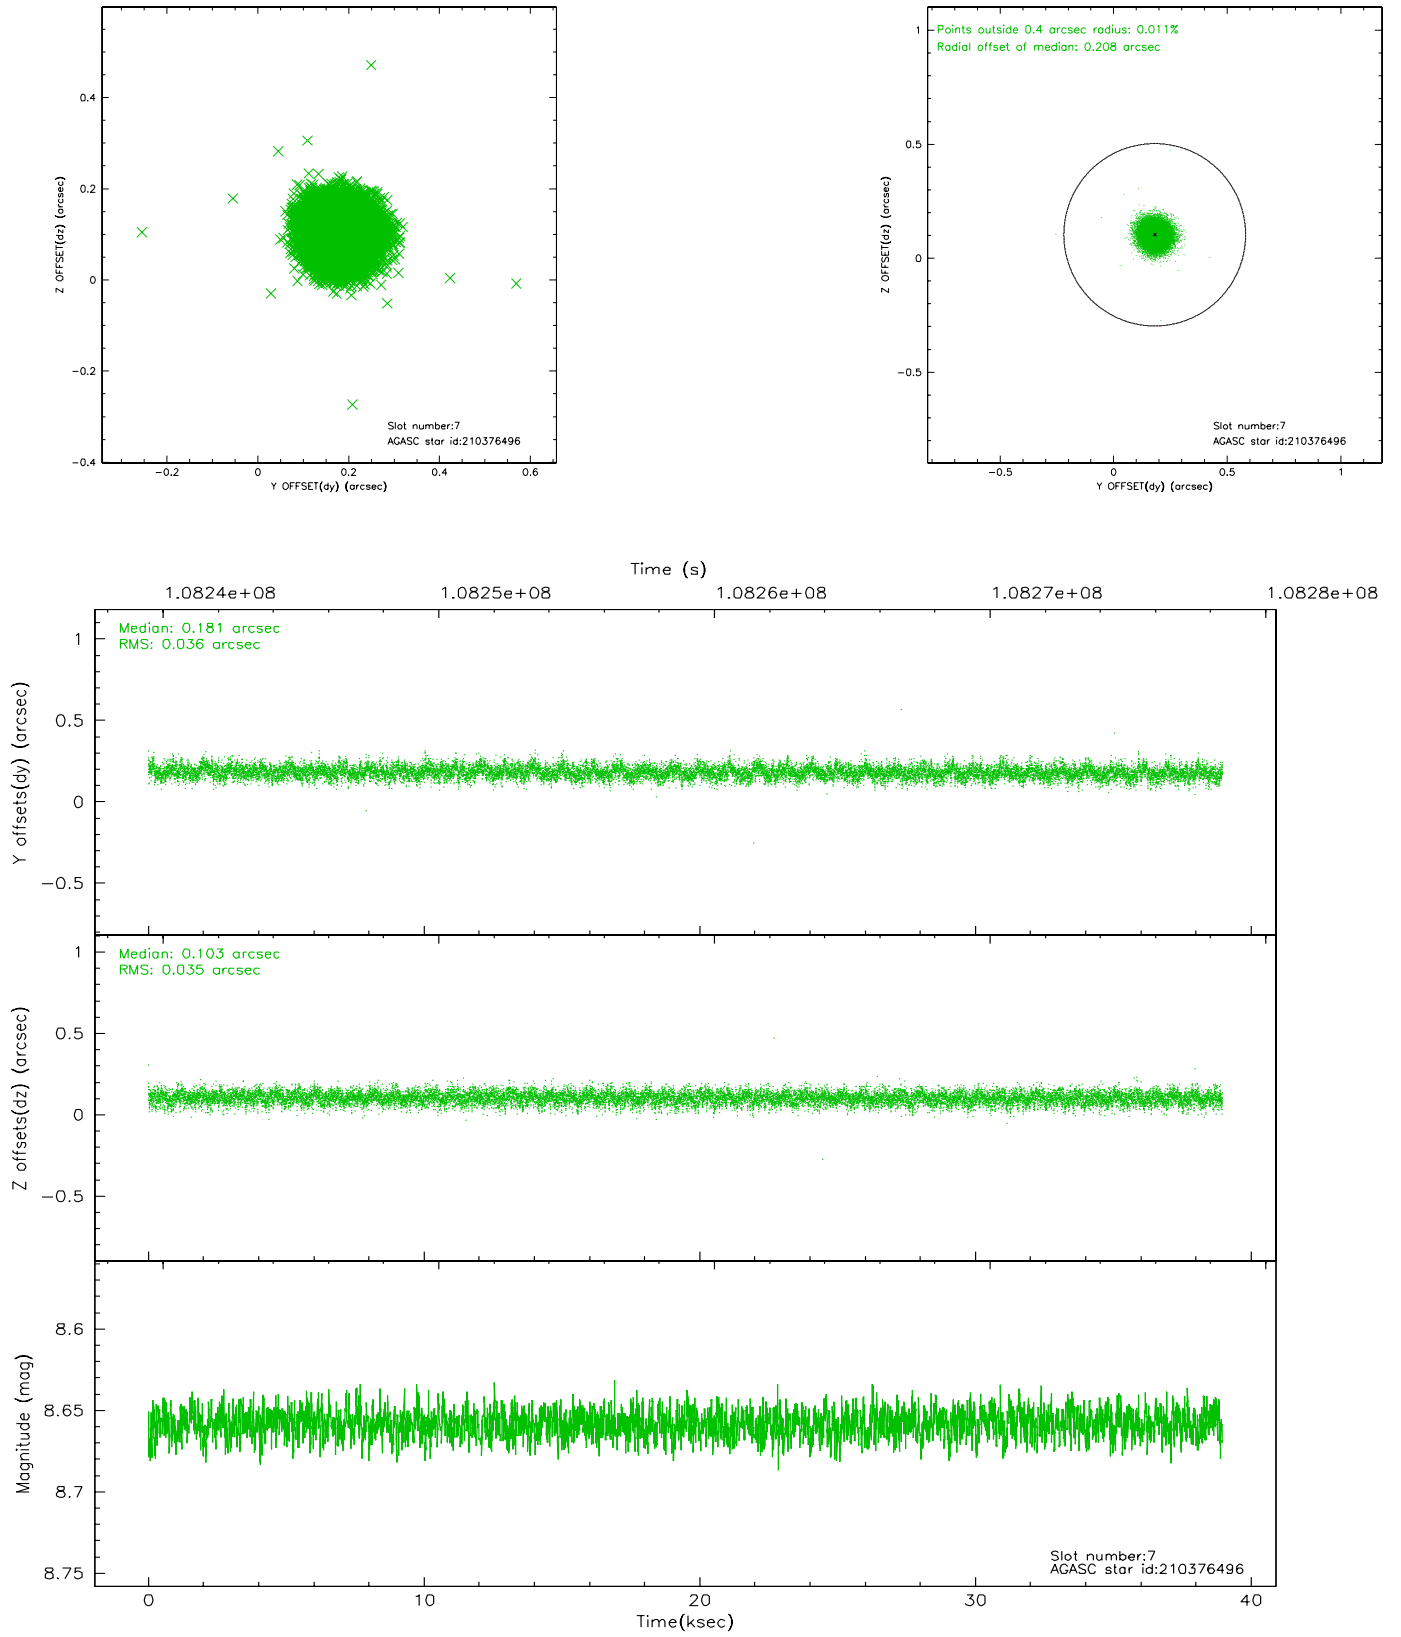 0.4
0.2
0
−0.2
−0.4
Z OFFSET(dz) (arcsec)
Slot number:7
AGASC star id:210376496
−0.2 0 0.2 0.4 0.6
Y OFFSET(dy) (arcsec)
Points outside 0.4 arcsec radius: 0.011%
Radial offset of median: 0.208 arcsec
1
0.5
0
−0.5
Z OFFSET(dz) (arcsec)
Slot number:7
AGASC star id:210376496
−0.5 0 0.5 1
Y OFFSET(dy) (arcsec)
Time (s)
1.0824e+08 1.0825e+08 1.0826e+08 1.0827e+08 1.0828e+08
Median: 0.181 arcsec
RMS: 0.036 arcsec
1
0.5
0
−0.5
Y offsets(dy) (arcsec)
Median: 0.103 arcsec
RMS: 0.035 arcsec
1
0.5
0
−0.5
Z offsets(dz) (arcsec)
8.6
8.65
8.7
8.75
Magnitude (mag)
Slot number:7
AGASC star id:210376496
0 10 20 30 40
Time(ksec)